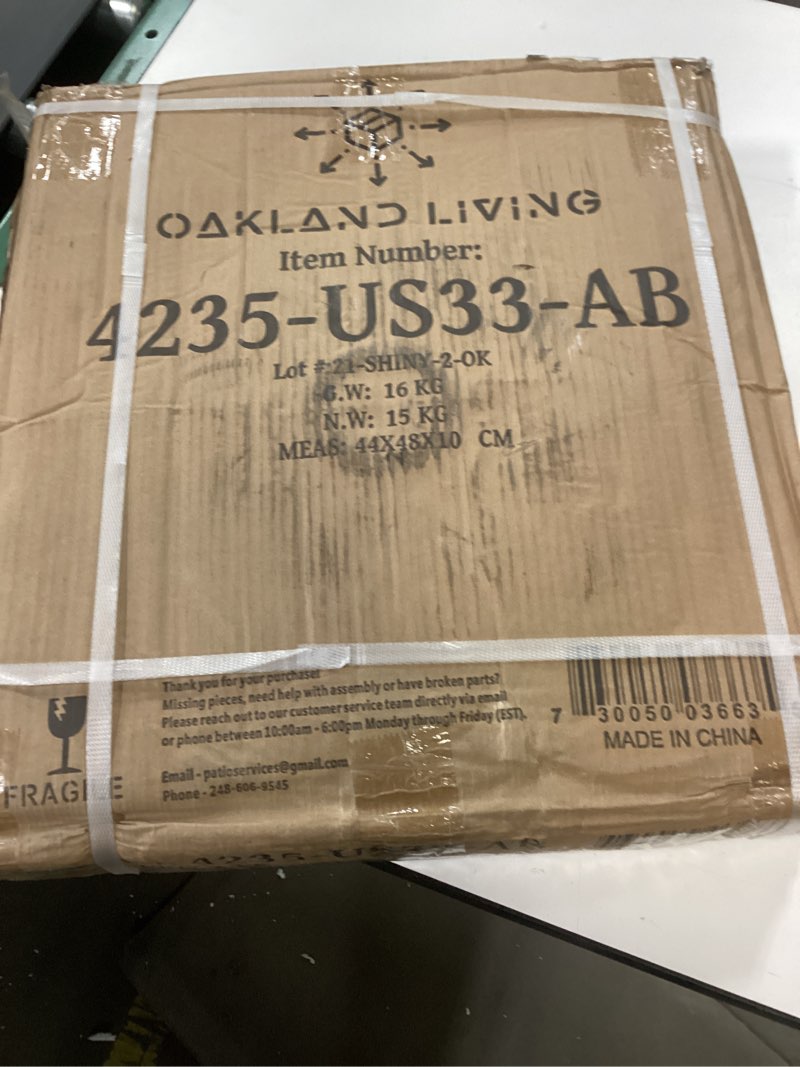 OAKLAND LIVING
Item Number:
4235-US33-AB
Lot #:21-SHINY-2-OK
G.W: 16 KG
N.W: 15 KG
MEAS: 44X48X10 CM
Thank you for your purchase!
Missing pieces, need help with assembly or have broken parts?
Please reach out to our customer service team directly via email
or phone between 10:00am - 6:00pm Monday through Friday (EST).
Email - patioservices@gmail.com
Phone - 248-606-9545
FRAGILE
7 30050 03663
MADE IN CHINA
4235-US33-AB